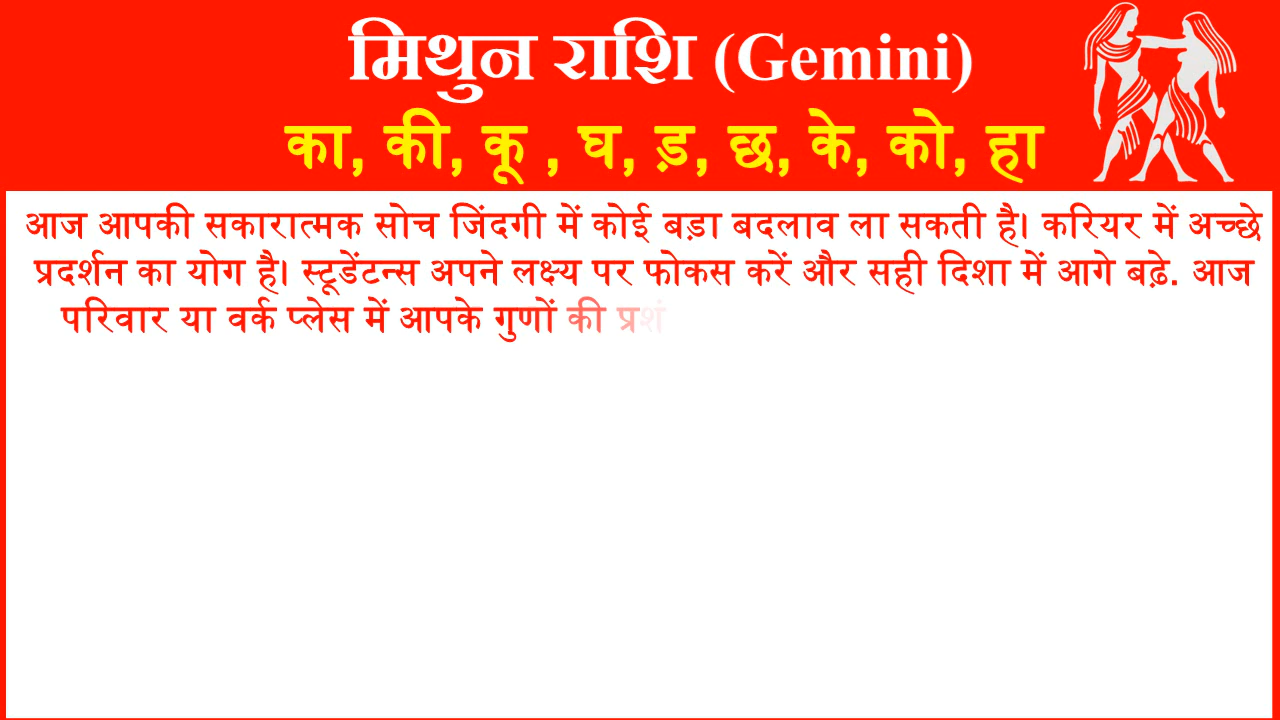 मिथुन राशि (Gemini)
का, की, कू , घ, ड़, छ, के, को, हा
आज आपकी सकारात्मक सोच जिंदगी में कोई बड़ा बदलाव ला सकती है। करियर में अच्छे
प्रदर्शन का योग है। स्टूडेंटन्स अपने लक्ष्य पर फोकस करें और सही दिशा में आगे बढ़े. आज
परिवार या वर्क प्लेस में आपके गुणों की प्रशं